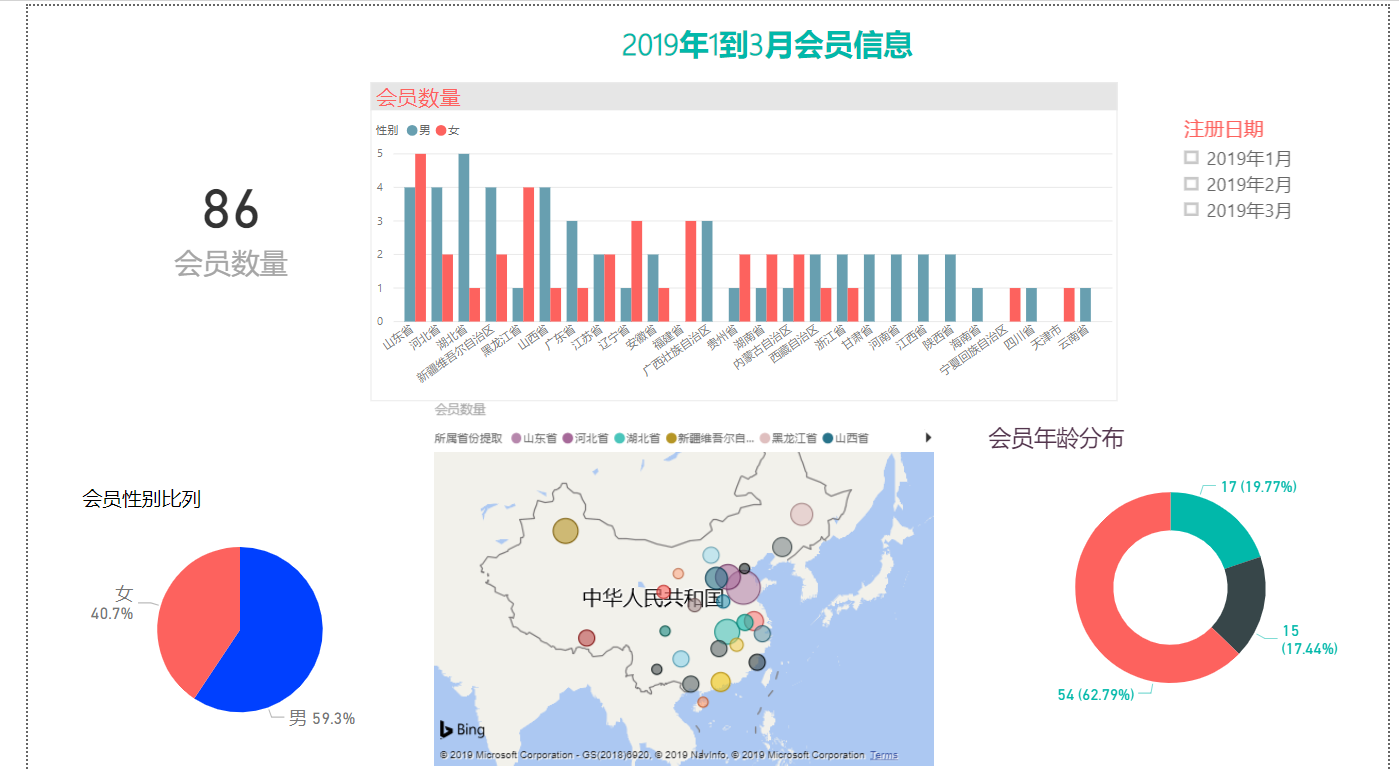 2019年1到3月会员信息
会员数量
性别 男 女
5
4
3
2
1
0
山东省
河北省
湖北省
新疆维吾尔自治区
黑龙江省
山西省
广东省
江苏省
辽宁省
安徽省
福建省
广西壮族自治区
贵州省
湖南省
内蒙古自治区
西藏自治区
浙江省
甘肃省
河南省
江西省
陕西省
海南省
宁夏回族自治区
四川省
天津市
云南省
86
会员数量
注册日期
2019年1月
2019年2月
2019年3月
会员数量
所属省份提取 山东省 河北省 湖北省 新疆维吾尔自... 黑龙江省 山西省
中华人民共和国
Bing
© 2019 Microsoft Corporation - GS(2018)6920, © 2019 NavInfo, © 2019 Microsoft Corporation Terms
会员性别比列
女
40.7%
男 59.3%
会员年龄分布
17 (19.77%)
15
(17.44%)
54 (62.79%)